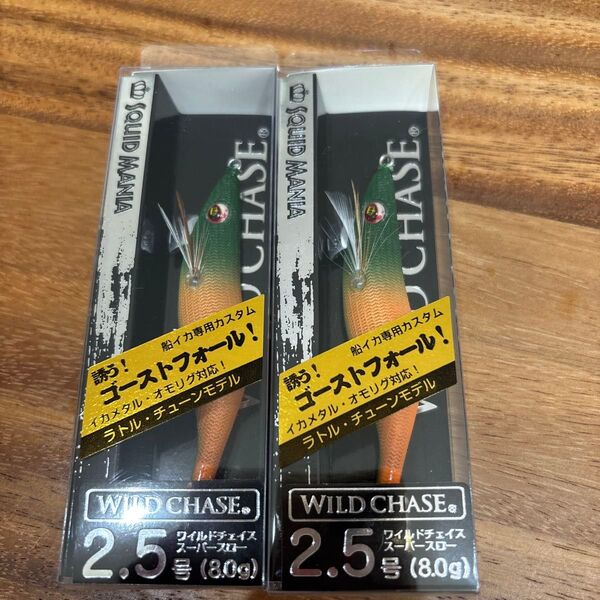 SQUID MANIA
D CHASE®
船イカ専用カスタム
誘う！
ゴーストフォール！
イカメタル・オモリグ対応！
ラトル・チューンモデル
WILD CHASE®
2.5号
ワイルドチェイス
スーパースロー
(8.0g)
SQUID MANIA
D CHASE®
船イカ専用カスタム
誘う！
ゴーストフォール！
イカメタル・オモリグ対応！
ラトル・チューンモデル
WILD CHASE®
2.5号
ワイルドチェイス
スーパースロー
(8.0g)